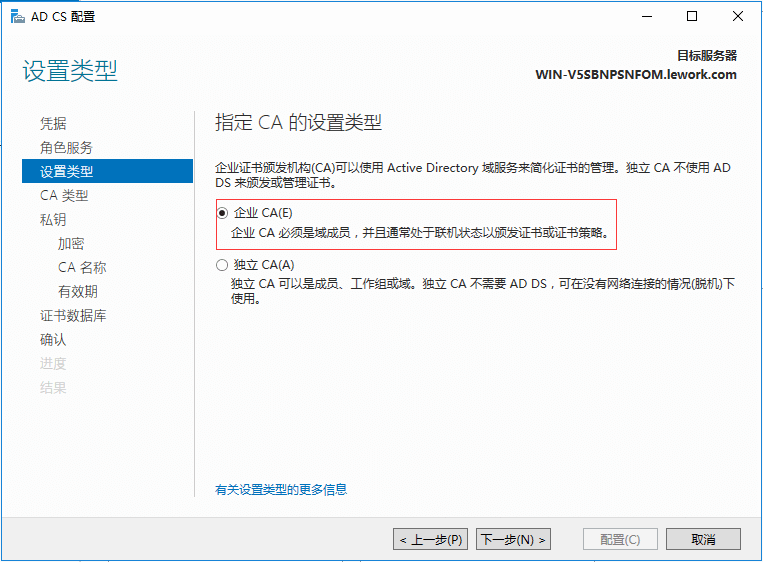 AD CS 配置
设置类型
目标服务器
WIN-V5SBNPSNFOM.lework.com
凭据
角色服务
设置类型
CA 类型
私钥
加密
CA 名称
有效期
证书数据库
确认
进度
结果
指定 CA 的设置类型
企业证书颁发机构(CA)可以使用 Active Directory 域服务来简化证书的管理。独立 CA 不使用 AD
DS 来颁发或管理证书。
企业 CA(E)
企业 CA 必须是域成员，并且通常处于联机状态以颁发证书或证书策略。
独立 CA(A)
独立 CA 可以是成员、工作组或域。独立 CA 不需要 AD DS，可在没有网络连接的情况(脱机)下
使用。
有关设置类型的更多信息
< 上一步(P)
下一步(N) >
配置(C)
取消